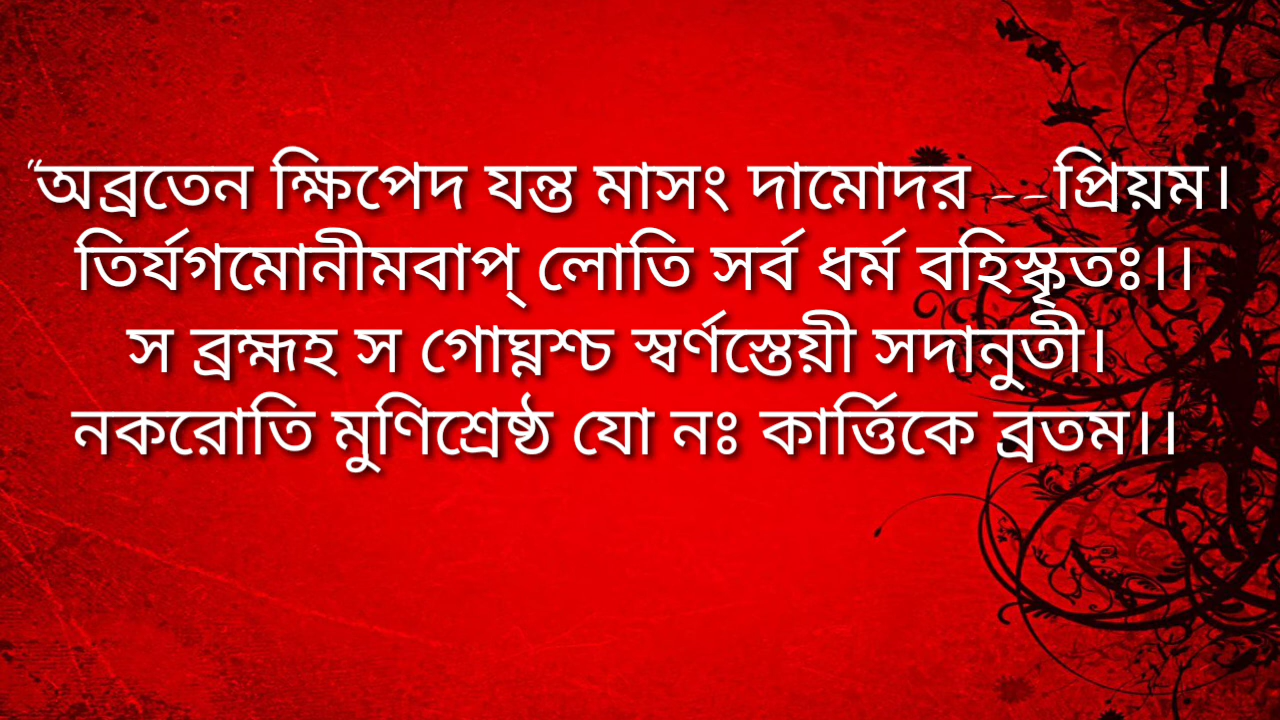 “অব্রতেন ক্ষিপেদ যন্ত মাসং দামোদর --প্রিয়ম।
তির্যগমোনীমবাপ্ লোতি সর্ব ধর্ম বহিস্কৃতঃ।।
স ব্রহ্মহ স গোঘ্নশ্চ স্বর্ণস্তেয়ী সদানুতী।
নকরোতি মুণিশ্রেষ্ঠ যো নঃ কার্ত্তিকে ব্রতম।।